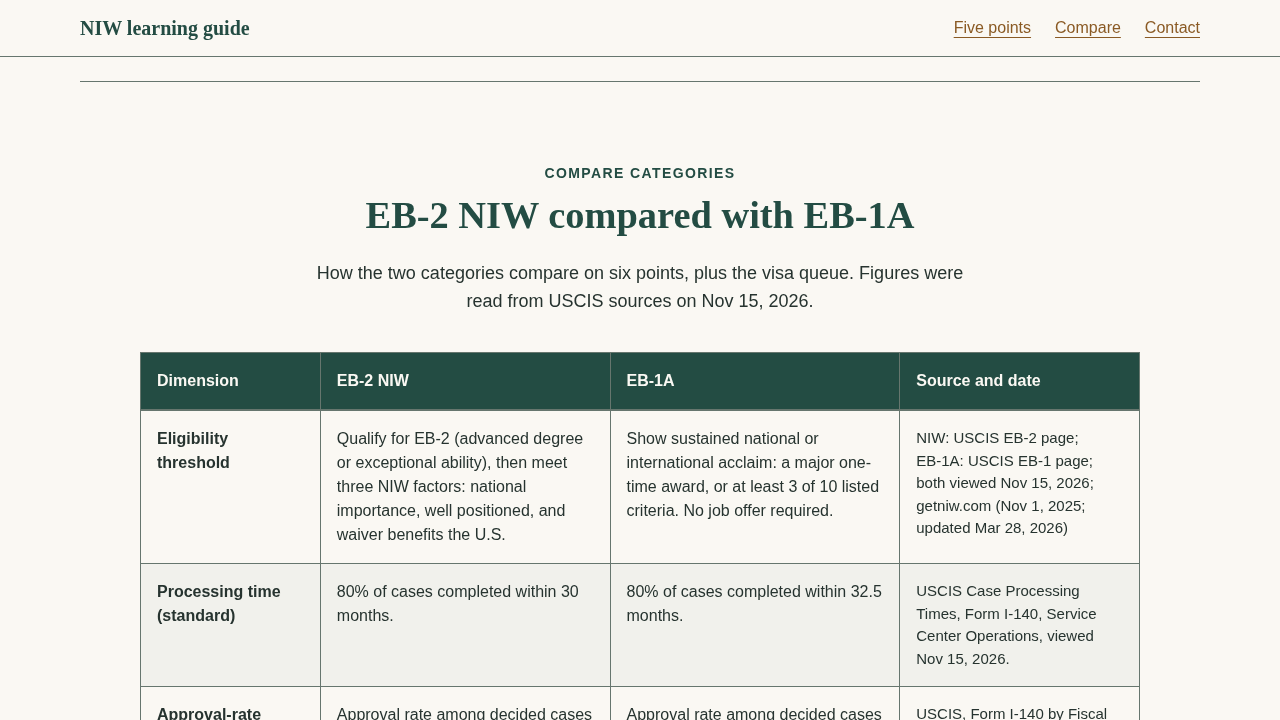 NIW learning guide
Five points
Compare
Contact
COMPARE CATEGORIES
EB-2 NIW compared with EB-1A
How the two categories compare on six points, plus the visa queue. Figures were
read from USCIS sources on Nov 15, 2026.
Dimension
EB-2 NIW
EB-1A
Source and date
Eligibility
threshold
Qualify for EB-2 (advanced degree
or exceptional ability), then meet
three NIW factors: national
importance, well positioned, and
waiver benefits the U.S.
Show sustained national or
international acclaim: a major one-
time award, or at least 3 of 10 listed
criteria. No job offer required.
NIW: USCIS EB-2 page;
EB-1A: USCIS EB-1 page;
both viewed Nov 15, 2026;
getniw.com (Nov 1, 2025;
updated Mar 28, 2026)
Processing time
(standard)
80% of cases completed within 30
months.
80% of cases completed within 32.5
months.
USCIS Case Processing
Times, Form I-140, Service
Center Operations, viewed
Nov 15, 2026.
Approval-rate
Approval rate among decided cases
Approval rate among decided cases
USCIS, Form I-140 by Fiscal